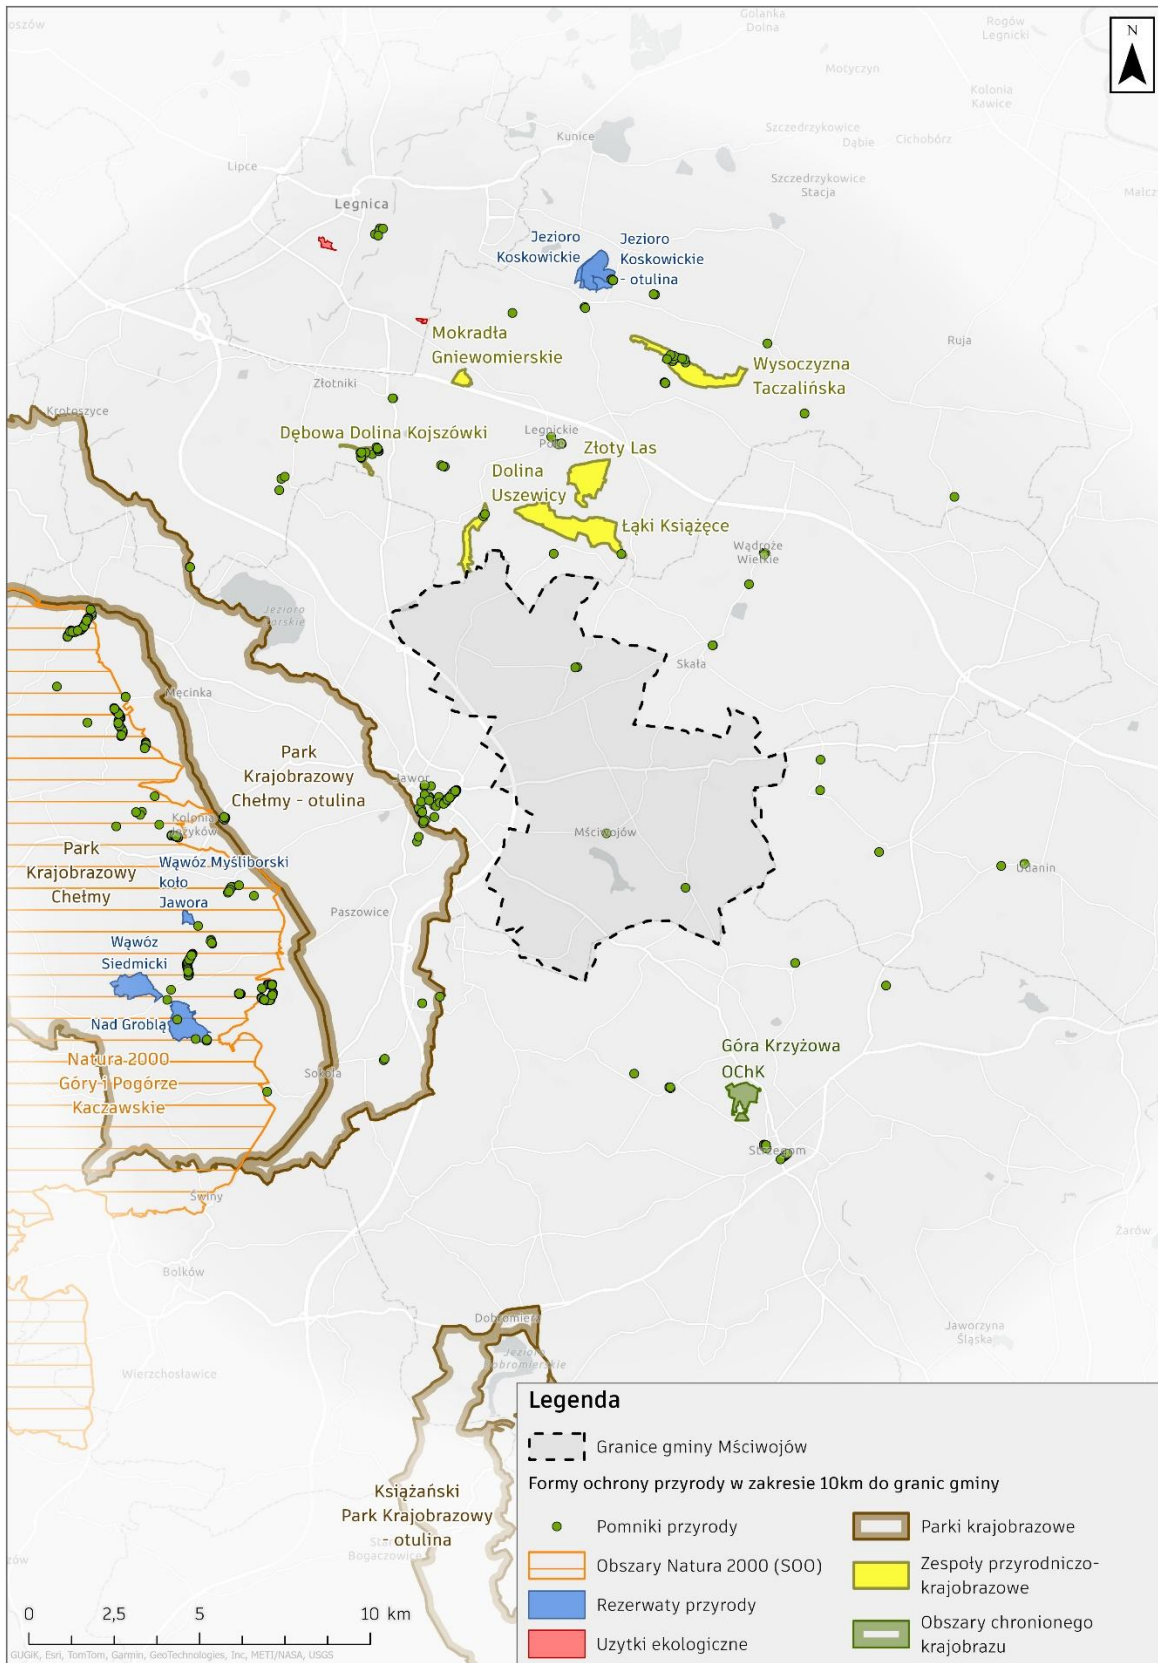 Golanka
Dolna
Rogów
Legnicki
N
Motyczyn
Kolonia
Kawice
Szczedrzykowice
Dąbie
Cichobórz
Kunice
Lipce
Szczedrzykowice
Stacja
Legnica
Jezioro
Koskowickie
Jezioro
Koskowickie
- otulina
Mokradła
Gniewomierskie
Ruja
Wysoczyzna
Taczalińska
Złotniki
Krotoszyce
Dębowa Dolina Kojszówki
Legnickie
Złoty Las
Dolina
Uszewicy
Łąki Książęce
Wądroże
Wielkie
Jezioro
Skała
Męcinka
Park
Krajobrazowy
Chełmy - otulina
Jawor
Kolonia
Mściwojów
Park
Krajobrazowy
Chełmy
Wąwóz Myśliborski
koło
Jawora
Udanin
Paszowice
Wąwóz
Siedmicki
Nad Groblą
Natura 2000
Góry i Pogórze
Kaczawskie
Sokola
Góra Krzyżowa
OChK
Strzegom
Świny
Żarów
Bolków
Dobromierz
Jezioro
Jaworzyna
Śląska
Wierzchosławice
Książański
Park Krajobrazowy
- otulina
Bogaczowice
Legenda
Granice gminy Mściwojów
Formy ochrony przyrody w zakresie 10km do granic gminy
Pomniki przyrody
Obszary Natura 2000 (SOO)
Rezerwaty przyrody
Uzytki ekologiczne
Parki krajobrazowe
Zespoły przyrodniczo-
krajobrazowe
Obszary chronionego
krajobrazu
0 2,5 5 10 km
GUGiK, Esri, TomTom, Garmin, GeoTechnologies, Inc, METI/NASA, USGS